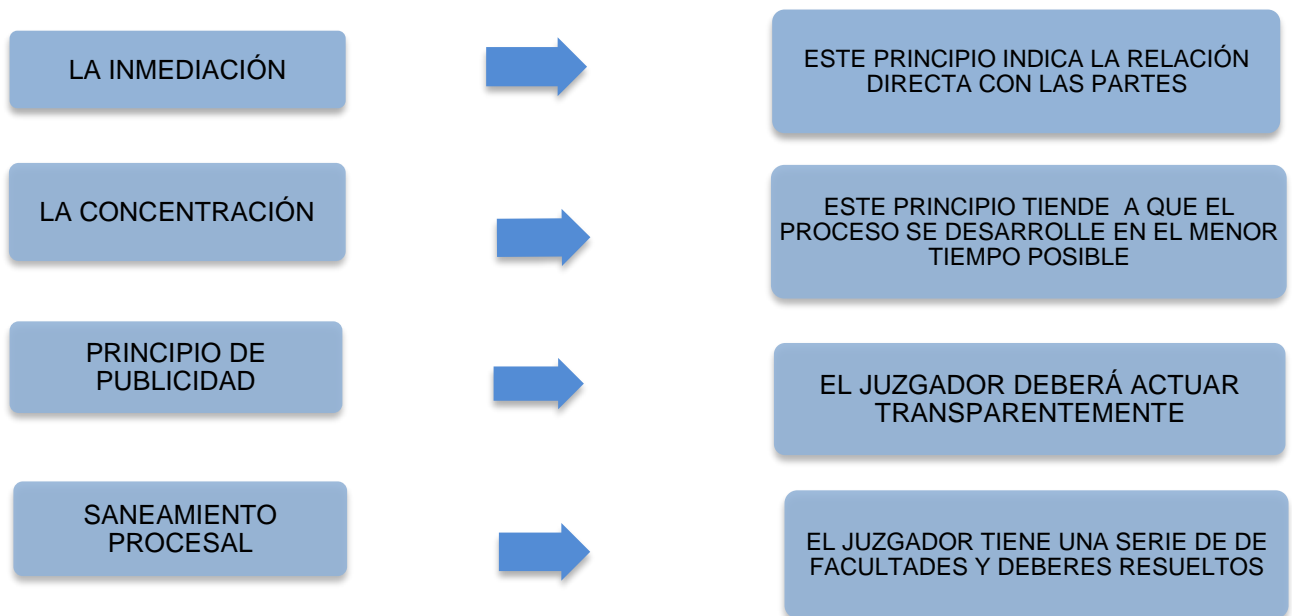 LA INMEDIACIÓN
ESTE PRINCIPIO INDICA LA RELACIÓN
DIRECTA CON LAS PARTES
LA CONCENTRACIÓN
ESTE PRINCIPIO TIENDE A QUE EL
PROCESO SE DESARROLLE EN EL MENOR
TIEMPO POSIBLE
PRINCIPIO DE
PUBLICIDAD
EL JUZGADOR DEBERÁ ACTUAR
TRANSPARENTEMENTE
SANEAMIENTO
PROCESAL
EL JUZGADOR TIENE UNA SERIE DE DE
FACULTADES Y DEBERES RESUELTOS